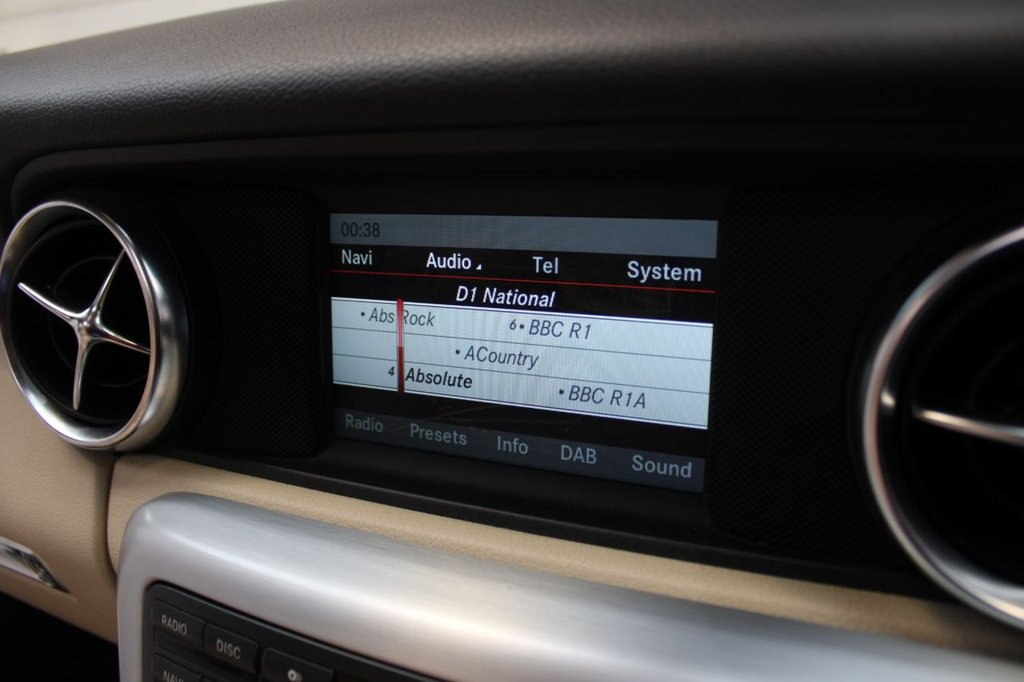 00:38
Navi Audio Tel System
D1 National
• Abs Rock 6• BBC R1
• ACountry
4 Absolute • BBC R1A
Radio Presets Info DAB Sound
RADIO DISC